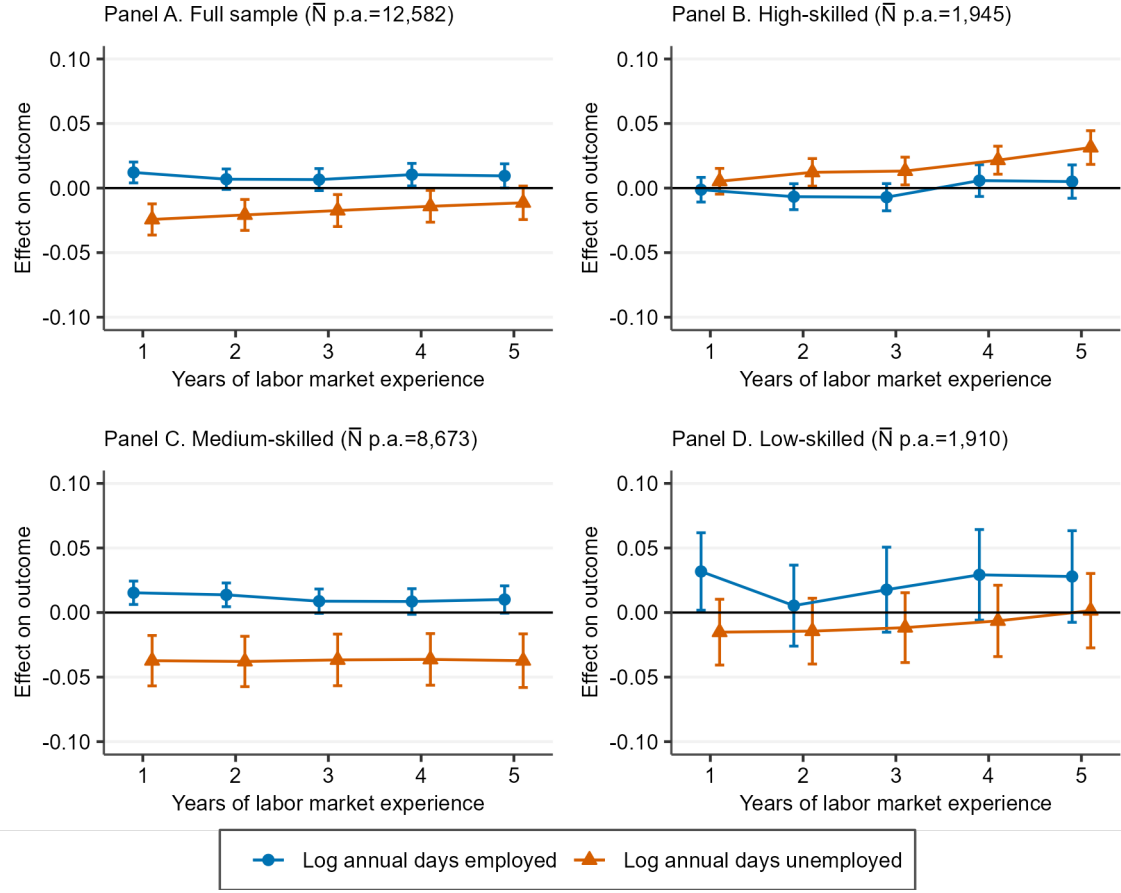 Panel A. Full sample (N̅ p.a.=12,582)
0.10
0.05
0.00
-0.05
-0.10
Effect on outcome
1 2 3 4 5
Years of labor market experience
Panel B. High-skilled (N̅ p.a.=1,945)
0.10
0.05
0.00
-0.05
-0.10
Effect on outcome
1 2 3 4 5
Years of labor market experience
Panel C. Medium-skilled (N̅ p.a.=8,673)
0.10
0.05
0.00
-0.05
-0.10
Effect on outcome
1 2 3 4 5
Years of labor market experience
Panel D. Low-skilled (N̅ p.a.=1,910)
0.10
0.05
0.00
-0.05
-0.10
Effect on outcome
1 2 3 4 5
Years of labor market experience
Log annual days employed Log annual days unemployed